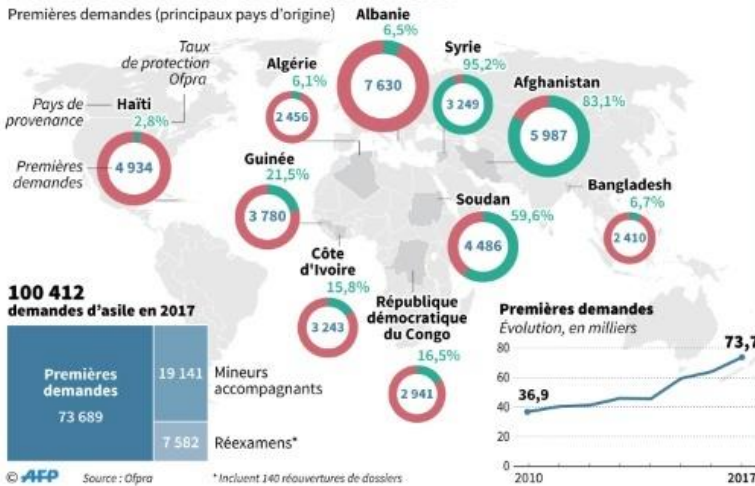 Premières demandes (principaux pays d'origine)
Taux
de protection
Ofpra
Pays de
provenance
Haïti
2,8%
4 934
Premières
demandes
Algérie
6,1%
2 456
Albanie
6,5%
7 630
Syrie
95,2%
3 249
Afghanistan
83,1%
5 987
Guinée
21,5%
3 780
Soudan
59,6%
4 486
Bangladesh
6,7%
2 410
Côte
d'Ivoire
15,8%
3 243
République
démocratique
du Congo
16,5%
2 941
100 412
demandes d'asile en 2017
Premières
demandes
73 689
19 141
Mineurs
accompagnants
7 582
Réexamens*
Premières demandes
Évolution, en milliers
80
60
40
20
0
36,9
73,7
2010
2017
© AFP
Source : Ofpra
* Incluent 140 réouvertures de dossiers